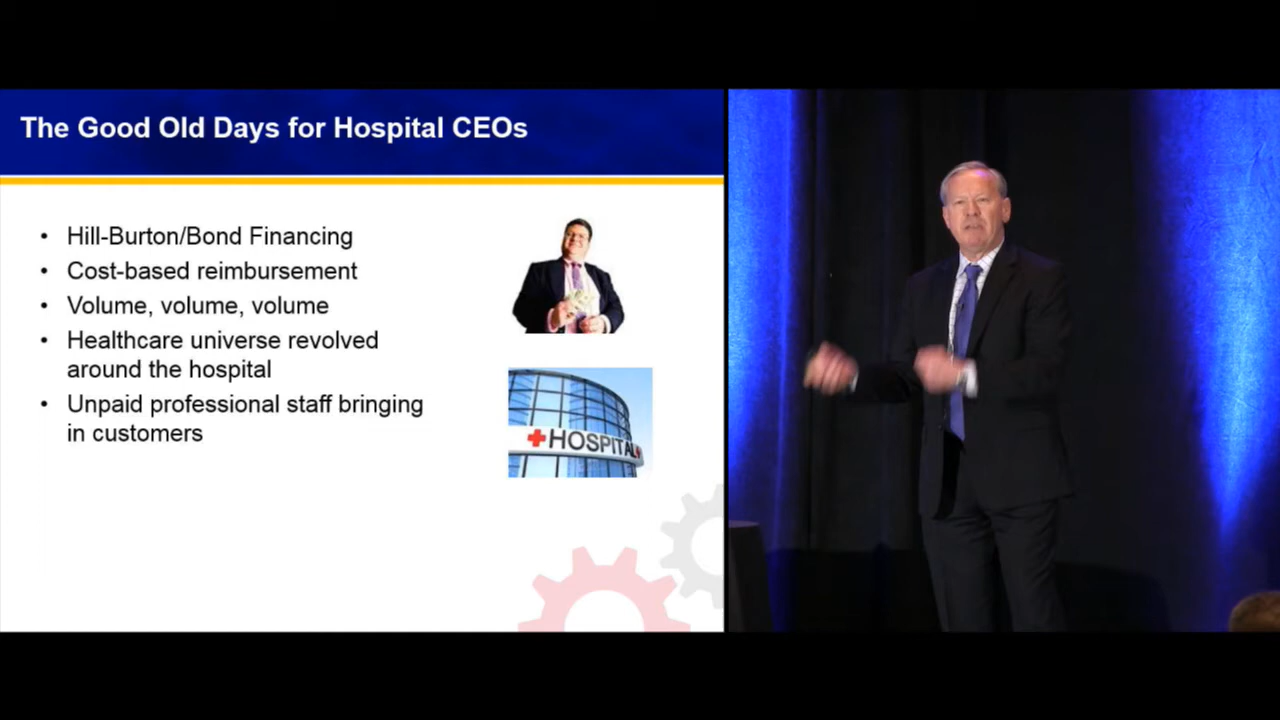 The Good Old Days for Hospital CEOs
• Hill-Burton/Bond Financing
• Cost-based reimbursement
• Volume, volume, volume
• Healthcare universe revolved
around the hospital
• Unpaid professional staff bringing
in customers
+HOSPITAL+